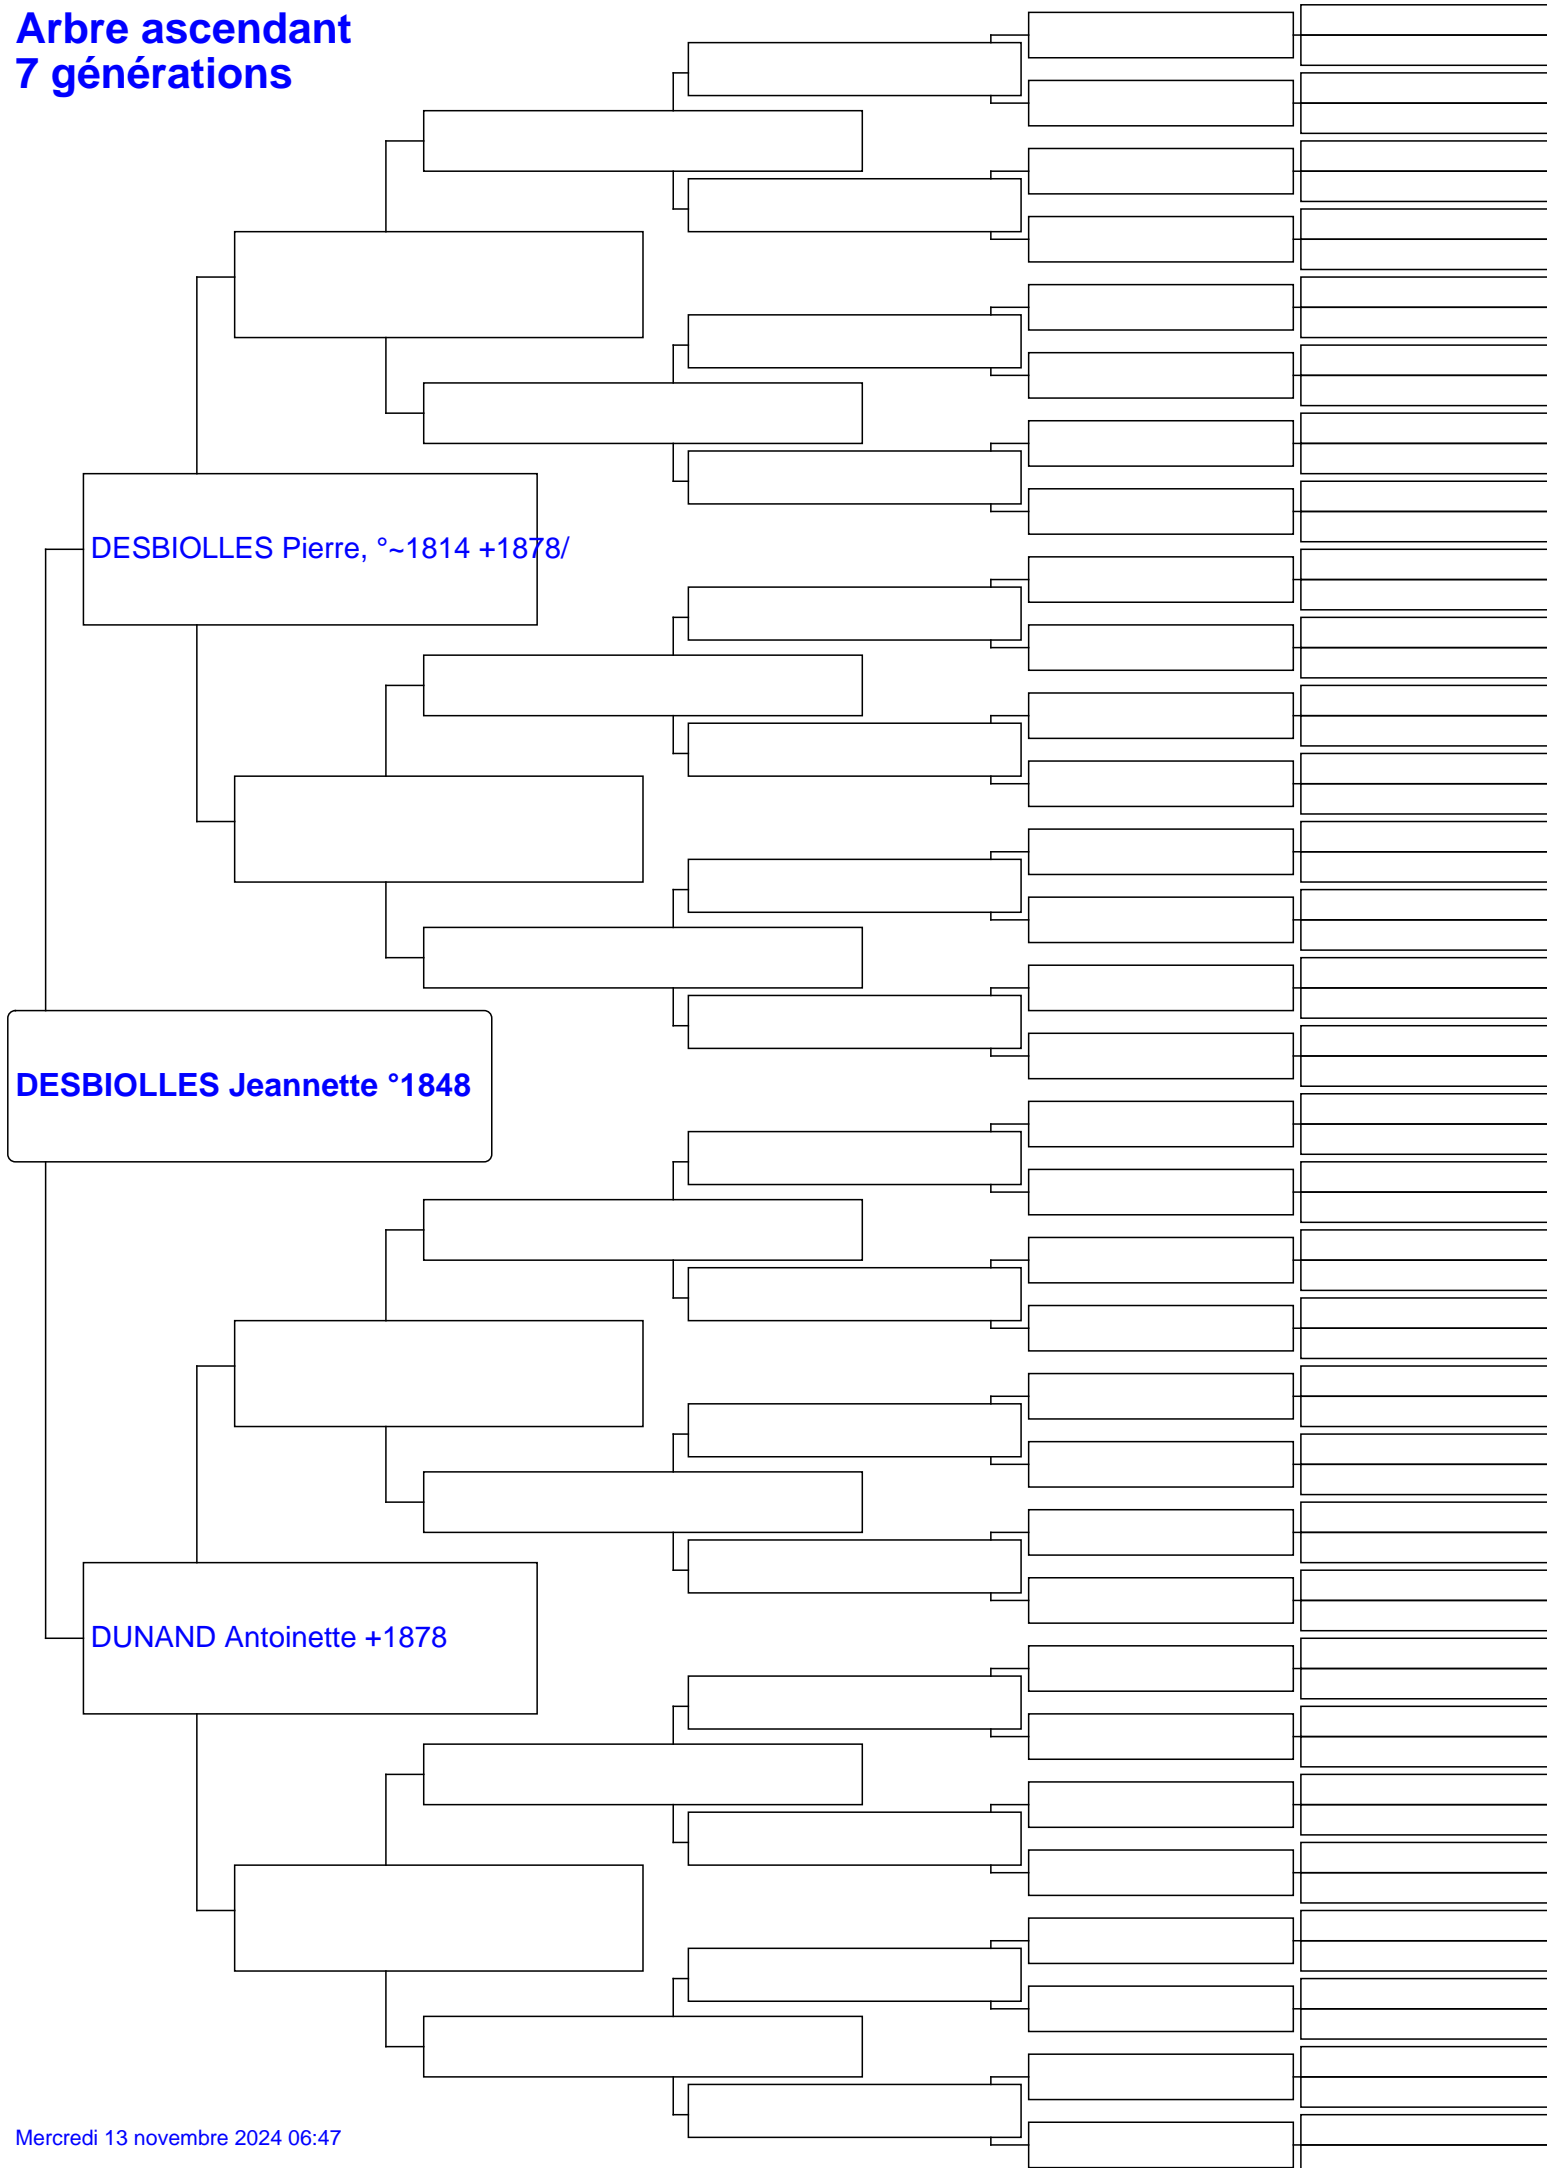 Arbre ascendant
7 générations
DESBIOLLES Pierre, °~1814 +1878/
DESBIOLLES Jeannette °1848
DUNAND Antoinette +1878
Mercredi 13 novembre 2024 06:47